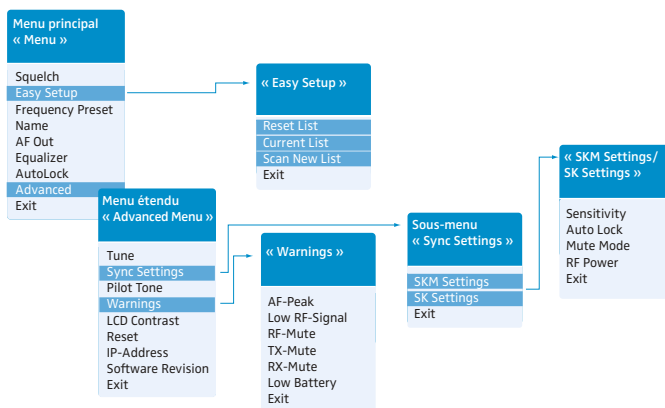 Menu principal
« Menu »
Squelch
Easy Setup
Frequency Preset
Name
AF Out
Equalizer
AutoLock
Advanced
Exit
« Easy Setup »
Reset List
Current List
Scan New List
Exit
Menu étendu
« Advanced Menu »
Tune
Sync Settings
Pilot Tone
Warnings
LCD Contrast
Reset
IP-Address
Software Revision
Exit
« Warnings »
AF-Peak
Low RF-Signal
RF-Mute
TX-Mute
RX-Mute
Low Battery
Exit
Sous-menu
« Sync Settings »
SKM Settings
SK Settings
Exit
« SKM Settings/
SK Settings »
Sensitivity
Auto Lock
Mute Mode
RF Power
Exit